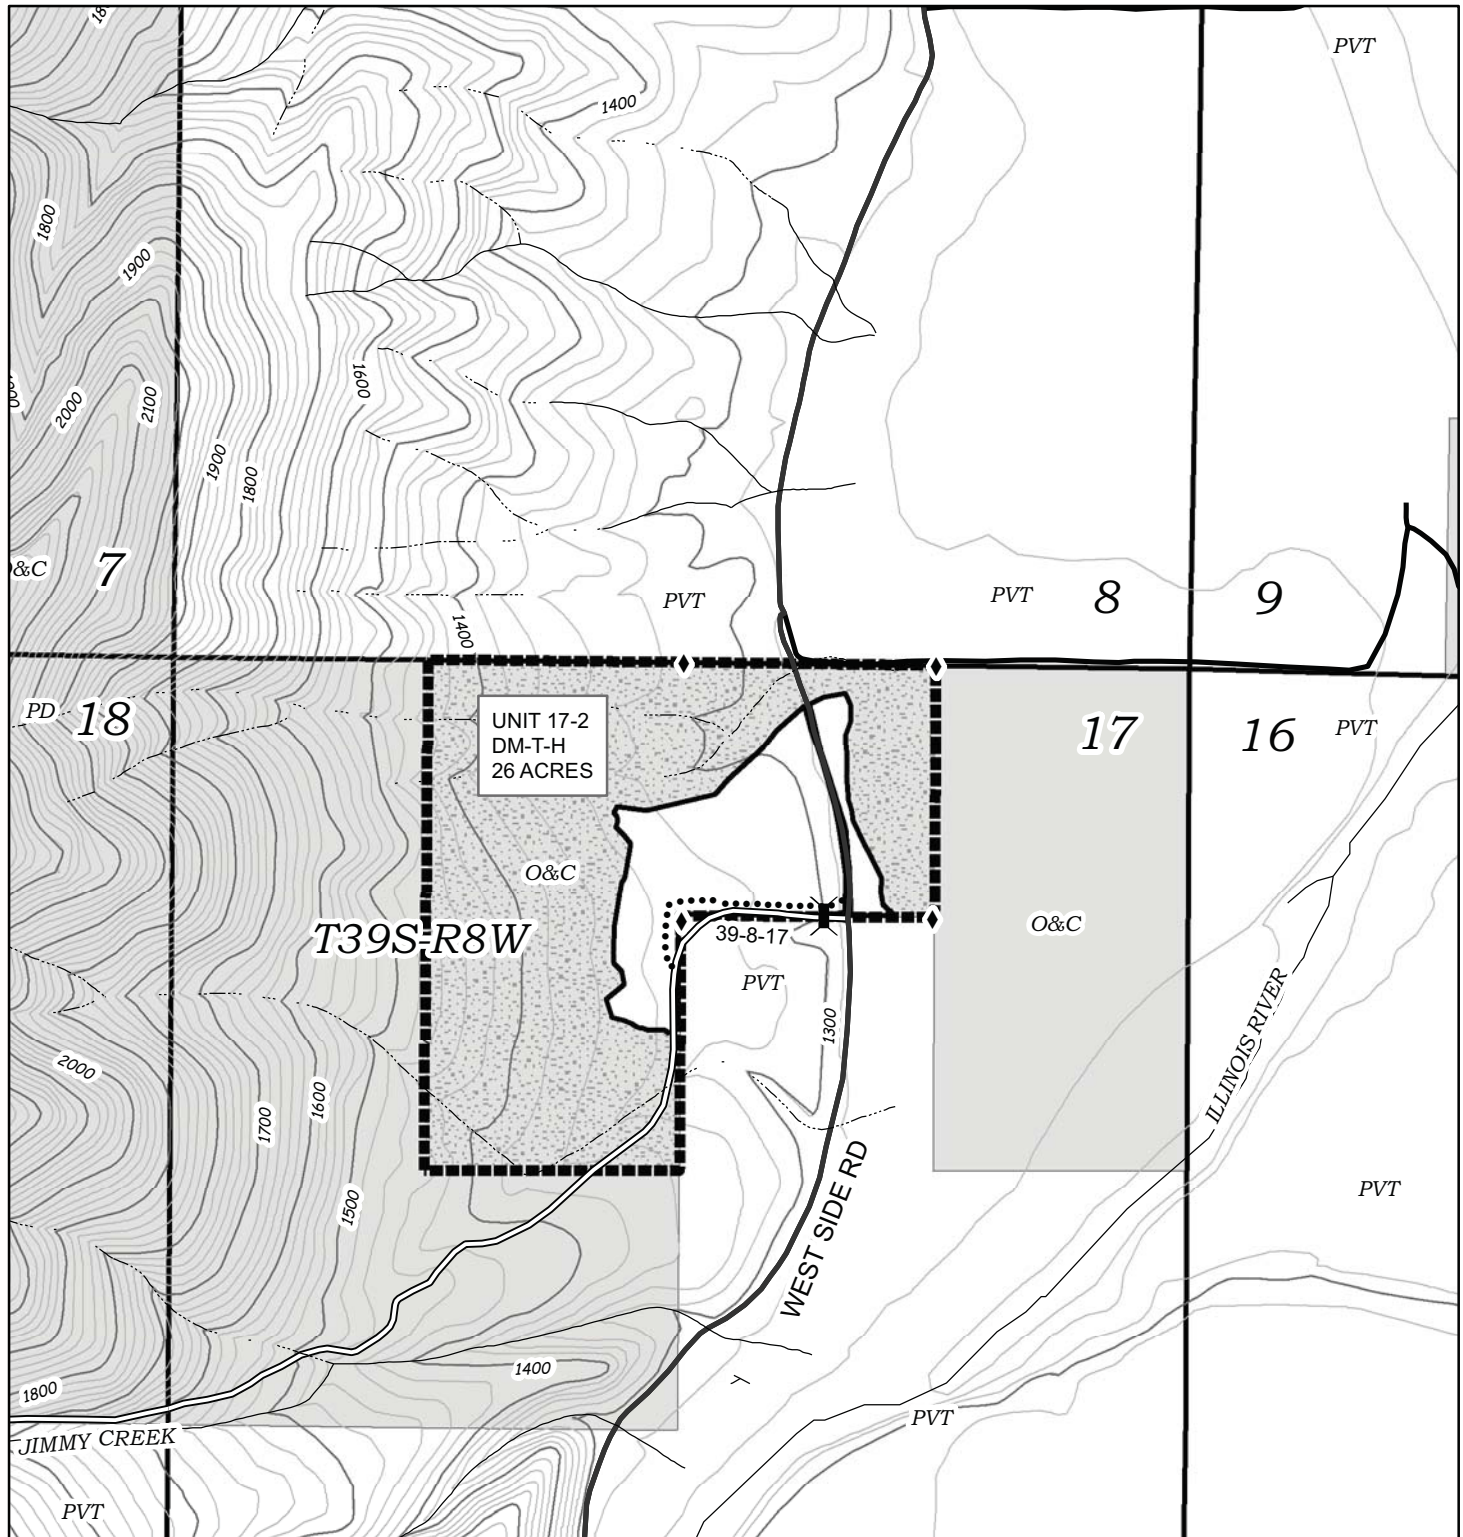 PVT
1400
1800
1900
1600
2000
2100
1900
1800
7
PVT
PVT
8
9
1400
PD
18
UNIT 17-2
DM-T-H
26 ACRES
17
16
PVT
O&C
O&C
T39S-R8W
39-8-17
PVT
1300
ILLINOIS RIVER
2000
1700
1600
1500
WEST SIDE RD
PVT
1400
1800
PVT
JIMMY CREEK
PVT